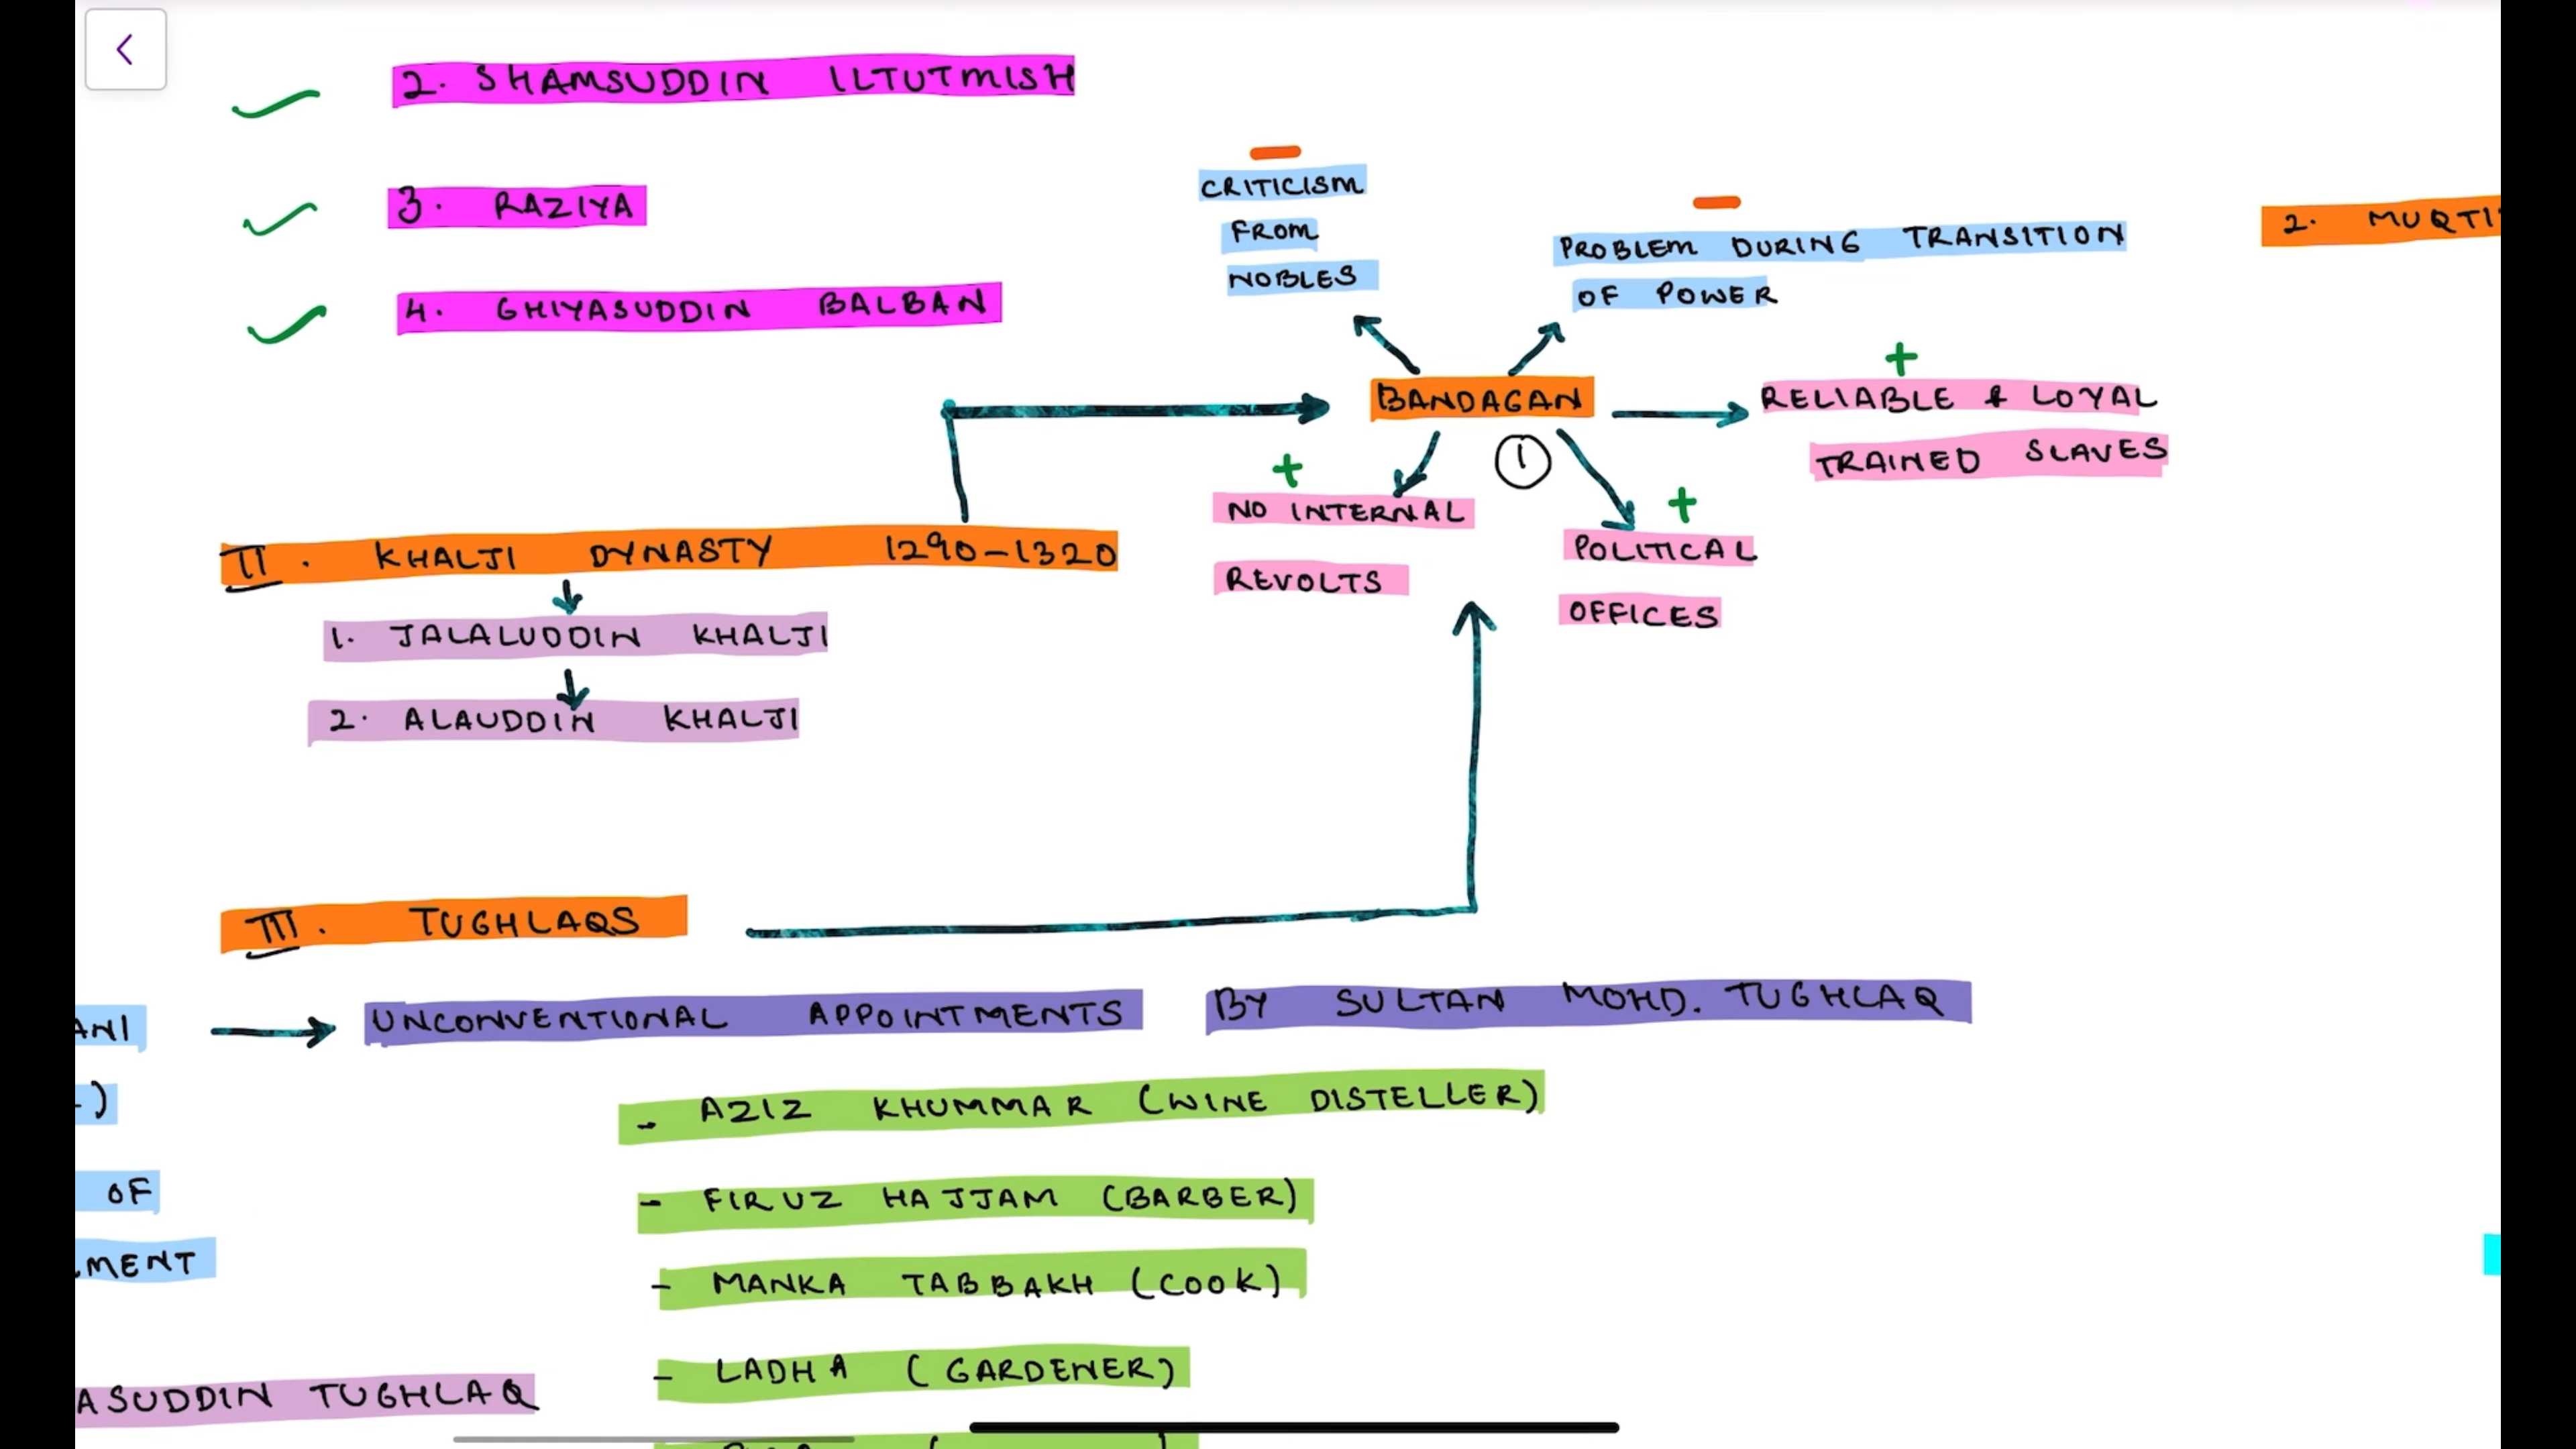 2. SHAMSUDDIN ILTUTMISH
3. RAZIYA
4. GHIYASUDDIN BALBAN
CRITICISM
FROM
NOBLES
PROBLEM DURING TRANSITION
OF POWER
2. MUQTI
BANDAGAN
1
+
RELIABLE & LOYAL
TRAINED SLAVES
+
NO INTERNAL
REVOLTS
+
POLITICAL
OFFICES
II. KHALJI DYNASTY 1290-1320
1. JALALUDDIN KHALJI
2. ALAUDDIN KHALJI
III. TUGHLAQS
ANI
UNCONVENTIONAL APPOINTMENTS BY SULTAN MOHD. TUGHLAQ
)
OF
MENT
- AZIZ KHUMMAR (WINE DISTELLER)
- FIRUZ HAJJAM (BARBER)
- MANKA TABBAKH (COOK)
- LADHA (GARDENER)
ASUDDIN TUGHLAQ